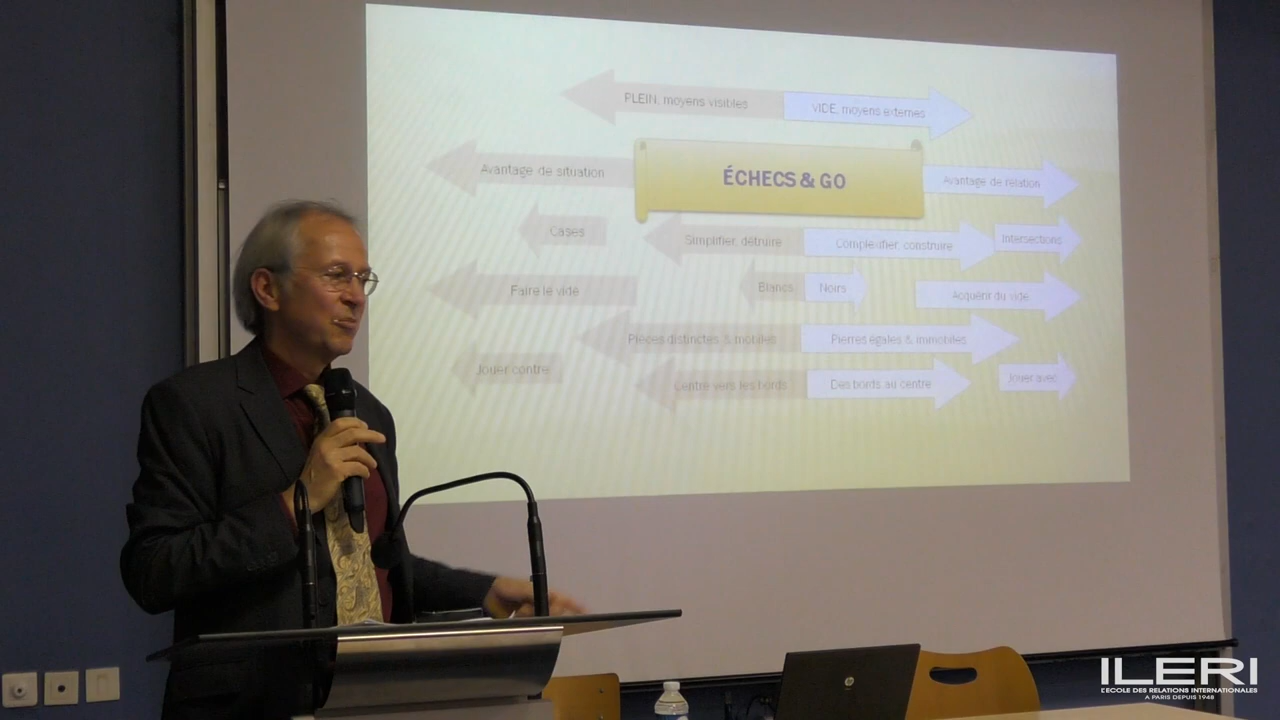 PLEIN, moyens visibles
VIDE, moyens externes
Avantage de situation
ÉCHECS & GO
Avantage de relation
Cases
Simplifier, détruire
Complexifier, construire
Intersections
Faire le vide
Blancs
Noirs
Acquérir du vide
Pièces distinctes & mobiles
Pierres égales & immobiles
Jouer contre
Centre vers les bords
Des bords au centre
Jouer avec
hp
ILERI
L'ECOLE DES RELATIONS INTERNATIONALES
A PARIS DEPUIS 1948